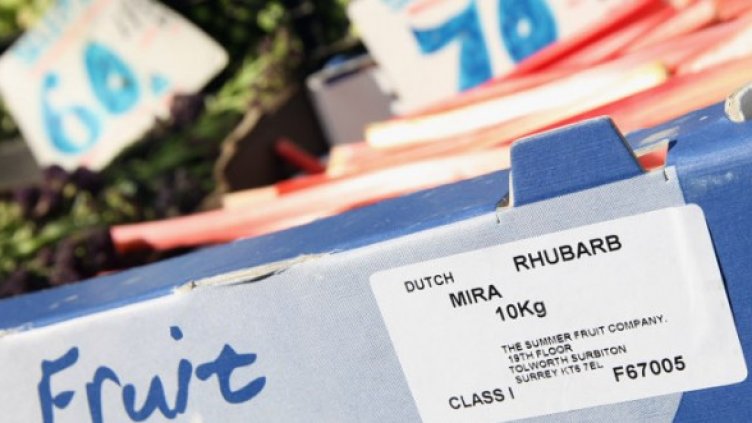 60
70
Fruit
DUTCH RHUBARB
MIRA
10Kg
THE SUMMER FRUIT COMPANY.
19TH FLOOR
TOLWORTH SURBITON
SURREY KT6 7EL
CLASS I F67005